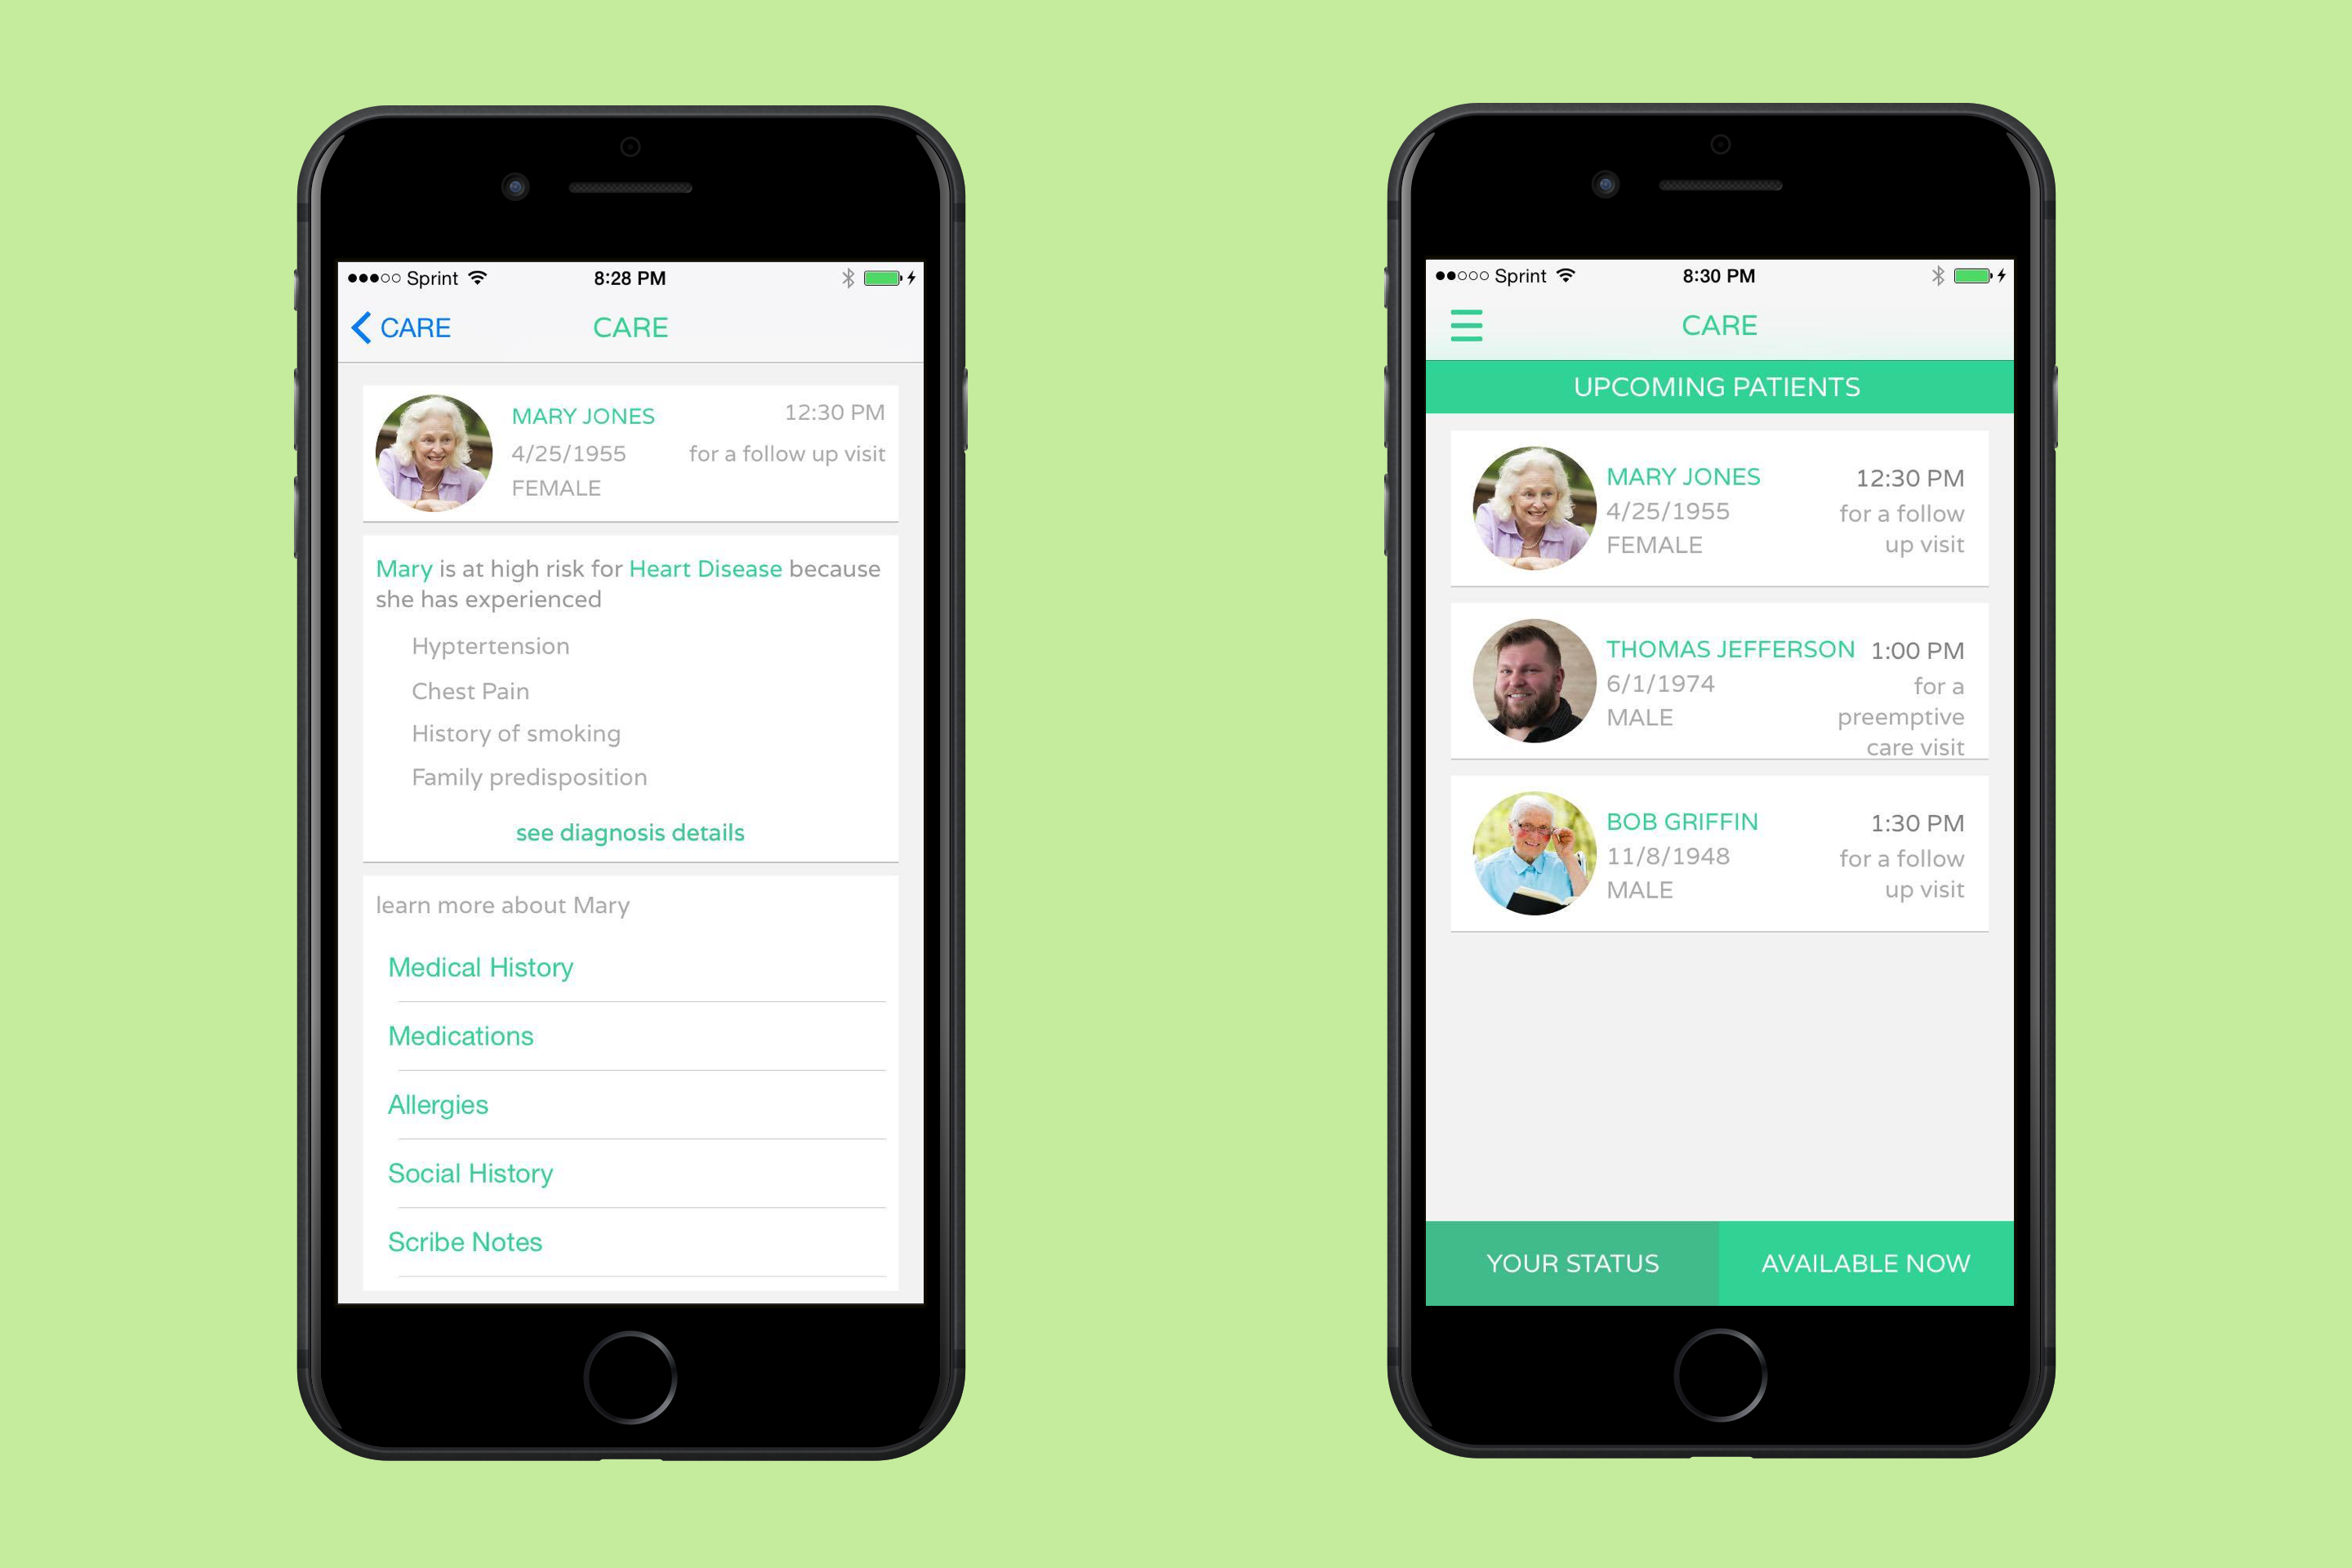 Sprint
8:28 PM
CARE
CARE
MARY JONES
12:30 PM
4/25/1955
for a follow up visit
FEMALE
Mary is at high risk for Heart Disease because
she has experienced
Hyptertension
Chest Pain
History of smoking
Family predisposition
see diagnosis details
learn more about Mary
Medical History
Medications
Allergies
Social History
Scribe Notes
Sprint
8:30 PM
CARE
UPCOMING PATIENTS
MARY JONES
12:30 PM
4/25/1955
for a follow
FEMALE
up visit
THOMAS JEFFERSON
1:00 PM
6/1/1974
for a
MALE
preemptive
care visit
BOB GRIFFIN
1:30 PM
11/8/1948
for a follow
MALE
up visit
YOUR STATUS
AVAILABLE NOW